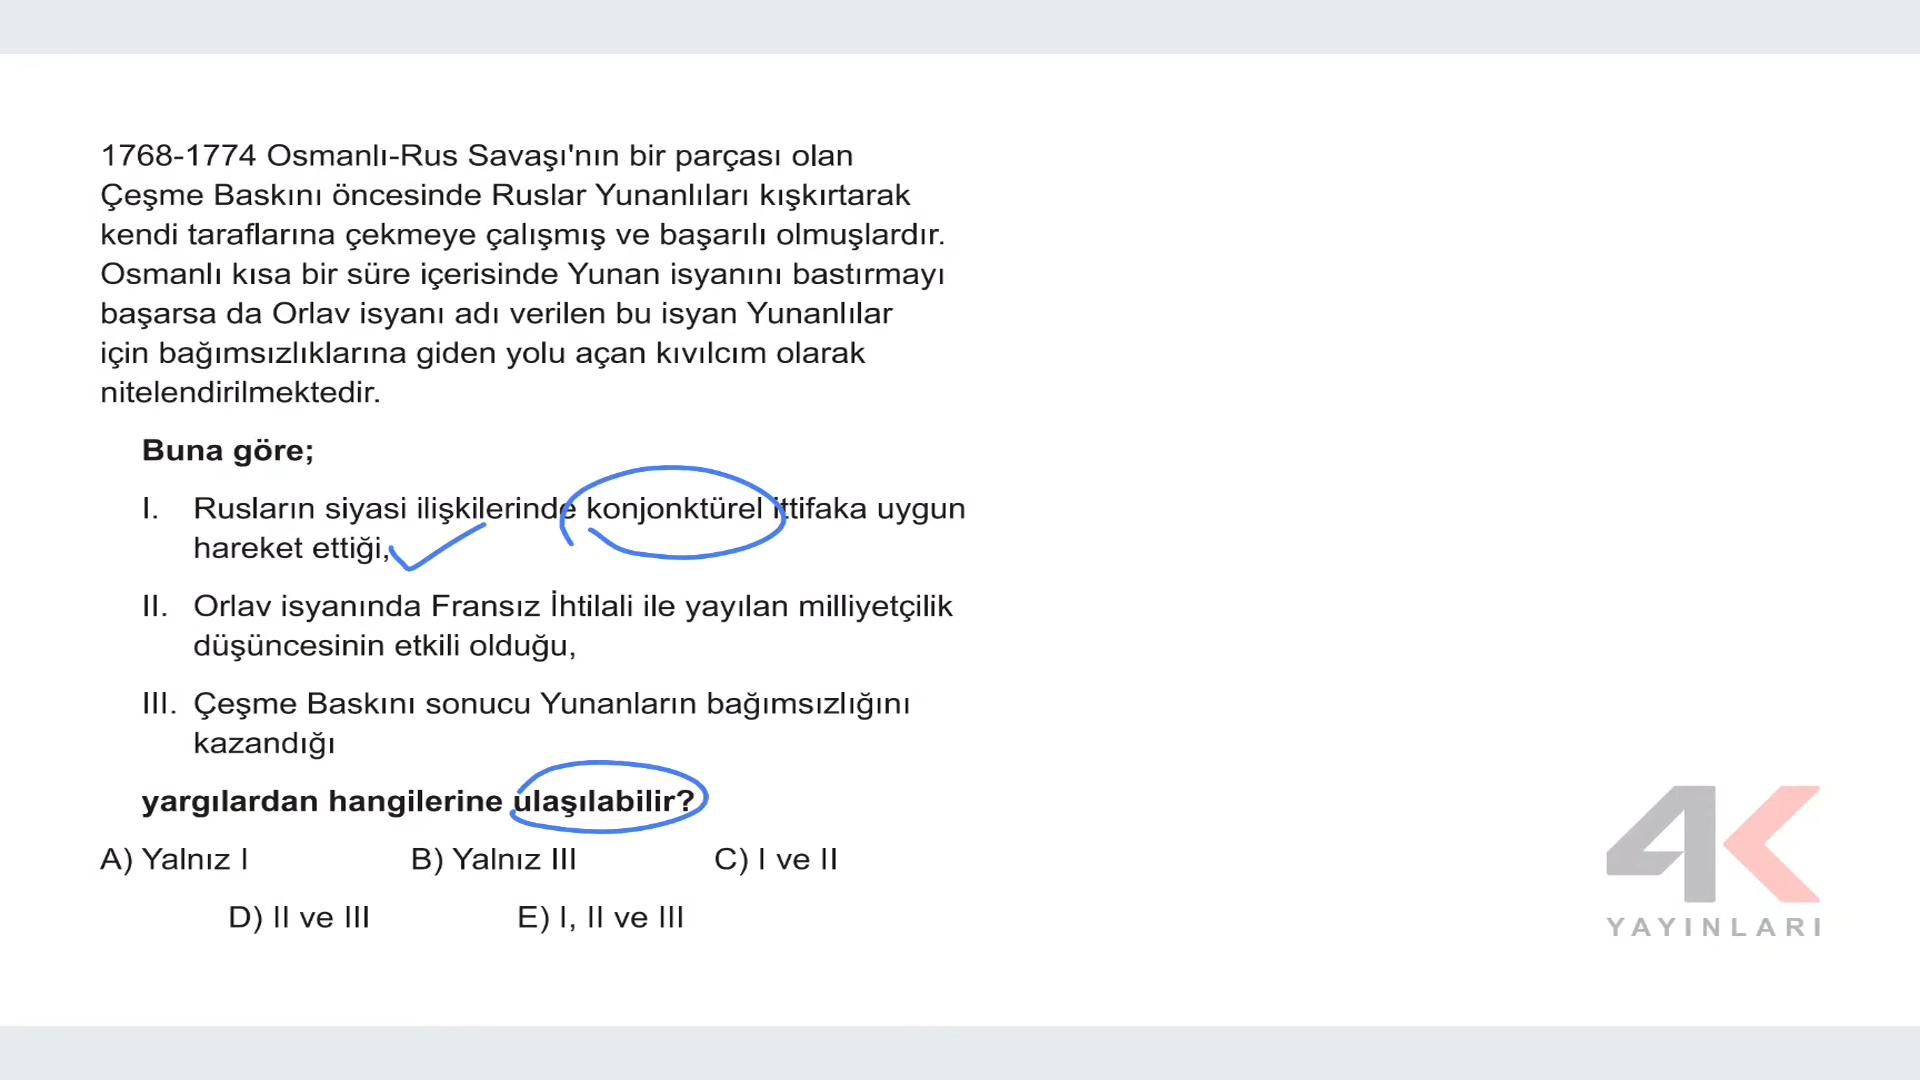 1768-1774 Osmanlı-Rus Savaşı'nın bir parçası olan
Çeşme Baskını öncesinde Ruslar Yunanlıları kışkırtarak
kendi taraflarına çekmeye çalışmış ve başarılı olmuşlardır.
Osmanlı kısa bir süre içerisinde Yunan isyanını bastırmayı
başarsa da Orlav isyanı adı verilen bu isyan Yunanlılar
için bağımsızlıklarına giden yolu açan kıvılcım olarak
nitelendirilmektedir.
Buna göre;
I. Rusların siyasi ilişkilerinde konjonktürel ittifaka uygun
hareket ettiği,
II. Orlav isyanında Fransız İhtilali ile yayılan milliyetçilik
düşüncesinin etkili olduğu,
III. Çeşme Baskını sonucu Yunanların bağımsızlığını
kazandığı
yargılardan hangilerine ulaşılabilir?
A) Yalnız I B) Yalnız III C) I ve II
D) II ve III E) I, II ve III
4K
YAYINLARI